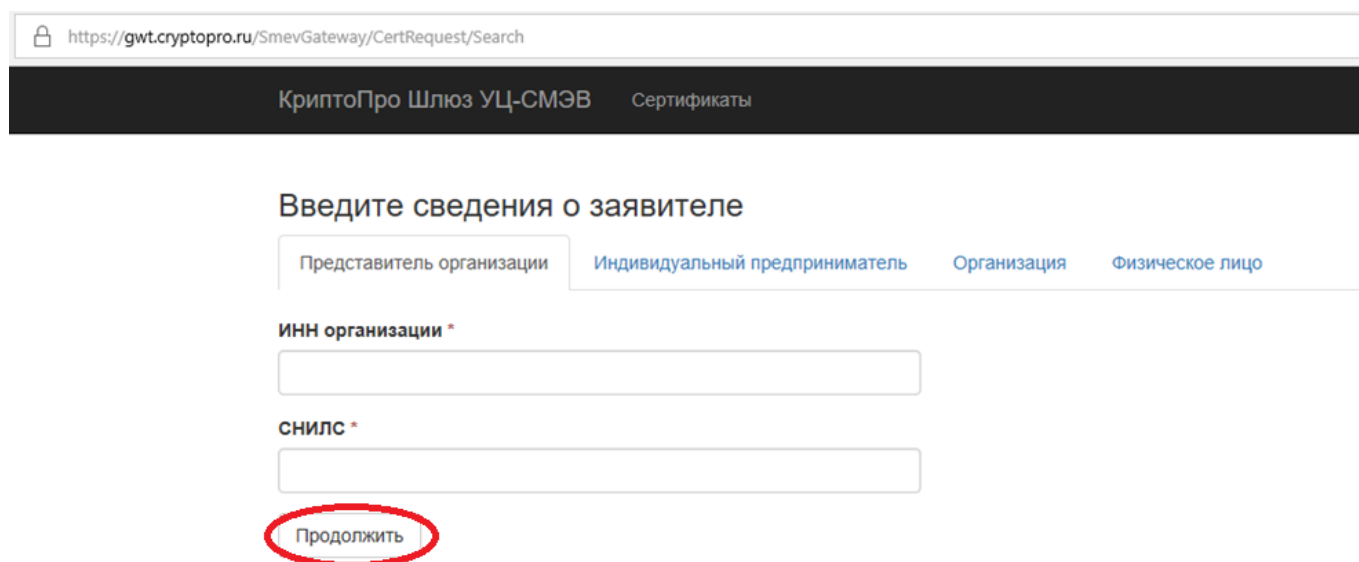 https://gwt.cryptopro.ru/SmevGateway/CertRequest/Search
КриптоПро Шлюз УЦ-СМЭВ Сертификаты
Введите сведения о заявителе
Представитель организации Индивидуальный предприниматель Организация Физическое лицо
ИНН организации *
СНИЛС *
Продолжить